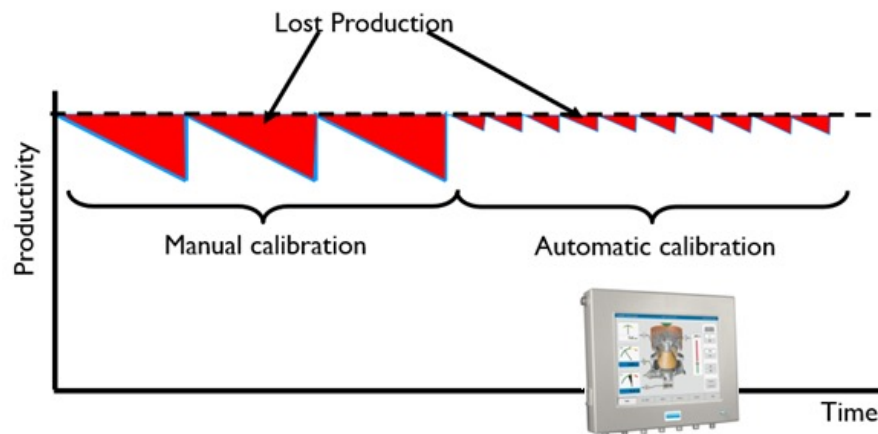 Lost Production
Productivity
Manual calibration
Automatic calibration
Time